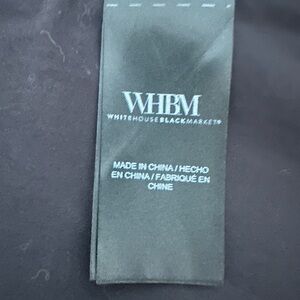 WHBM
WHITEHOUSEBLACKMARKET®
MADE IN CHINA / HECHO
EN CHINA / FABRIQUÉ EN
CHINE